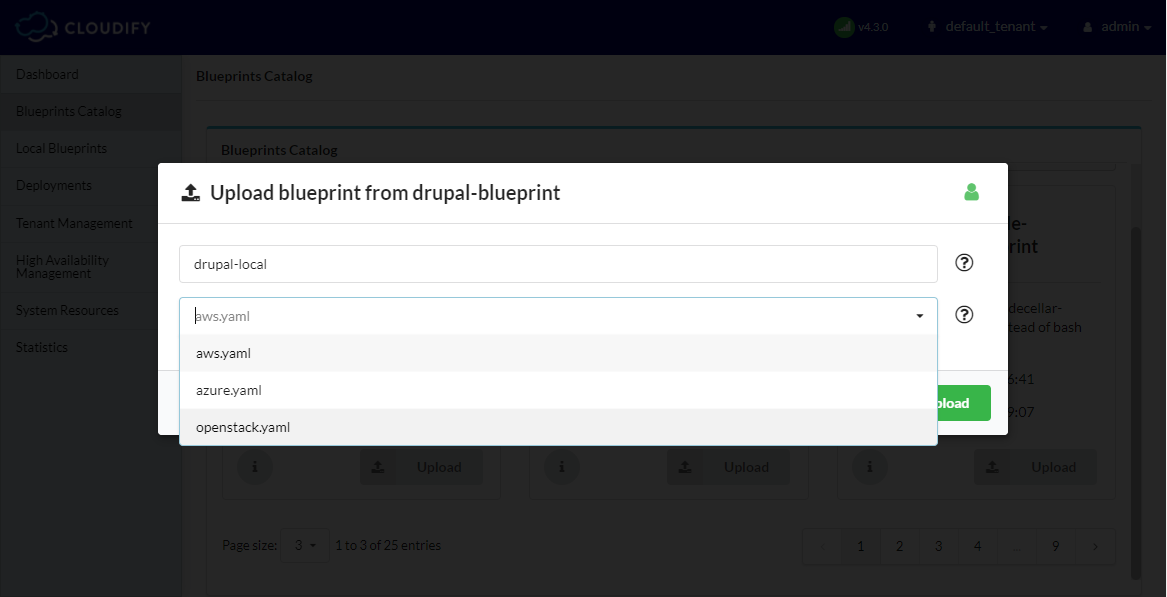 CLOUDIFY
v4.3.0
default_tenant
admin
Dashboard
Blueprints Catalog
Local Blueprints
Deployments
Tenant Management
High Availability
Management
System Resources
Statistics
Blueprints Catalog
Blueprints Catalog
Upload blueprint from drupal-blueprint
drupal-local
aws.yaml
aws.yaml
azure.yaml
openstack.yaml
pload
le-
rint
decellar-
tead of bash
6:41
9:07
Upload
Upload
Upload
Page size: 3 1 to 3 of 25 entries
1 2 3 4 ... 9